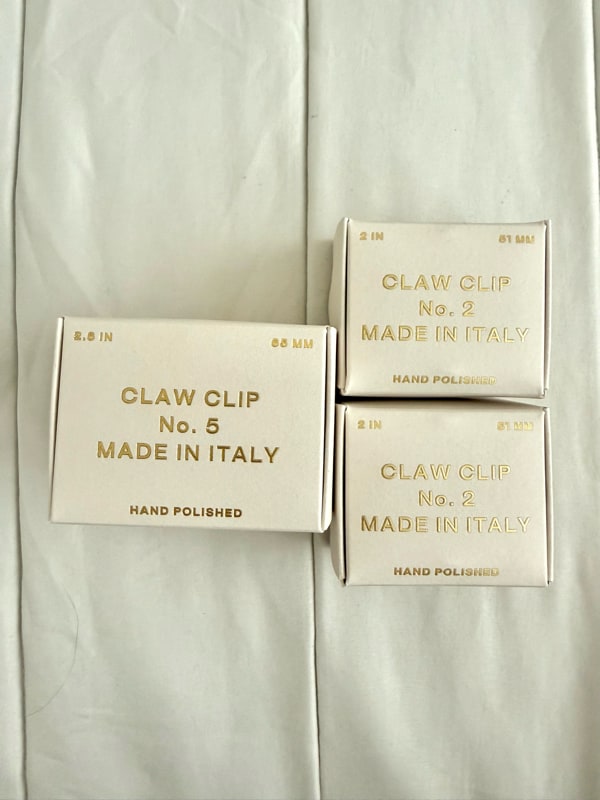 2.6 IN 65 MM
CLAW CLIP
No. 5
MADE IN ITALY
HAND POLISHED
2 IN 51 MM
CLAW CLIP
No. 2
MADE IN ITALY
HAND POLISHED
2 IN 51 MM
CLAW CLIP
No. 2
MADE IN ITALY
HAND POLISHED